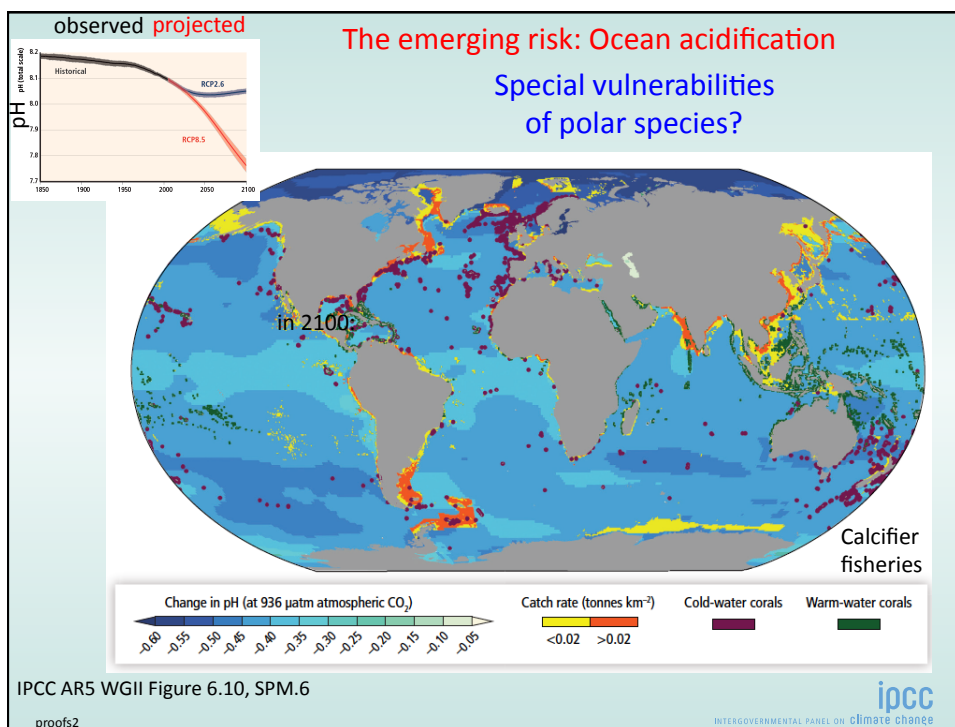 observed projected
The emerging risk: Ocean acidification
Special vulnerabilities
of polar species?
pH
pH (total scale)
8.2
8.1
8.0
7.9
7.8
7.7
Historical
RCP2.6
RCP8.5
1850
1900
1950
2000
2050
2100
in 2100:
Calcifier
fisheries
Change in pH (at 936 µatm atmospheric CO₂)
−0.60
−0.55
−0.50
−0.45
−0.40
−0.35
−0.30
−0.25
−0.20
−0.15
−0.10
−0.05
Catch rate (tonnes km⁻²)
<0.02
>0.02
Cold-water corals
Warm-water corals
IPCC AR5 WGII Figure 6.10, SPM.6
proofs2
ipcc
INTERGOVERNMENTAL PANEL ON climate change